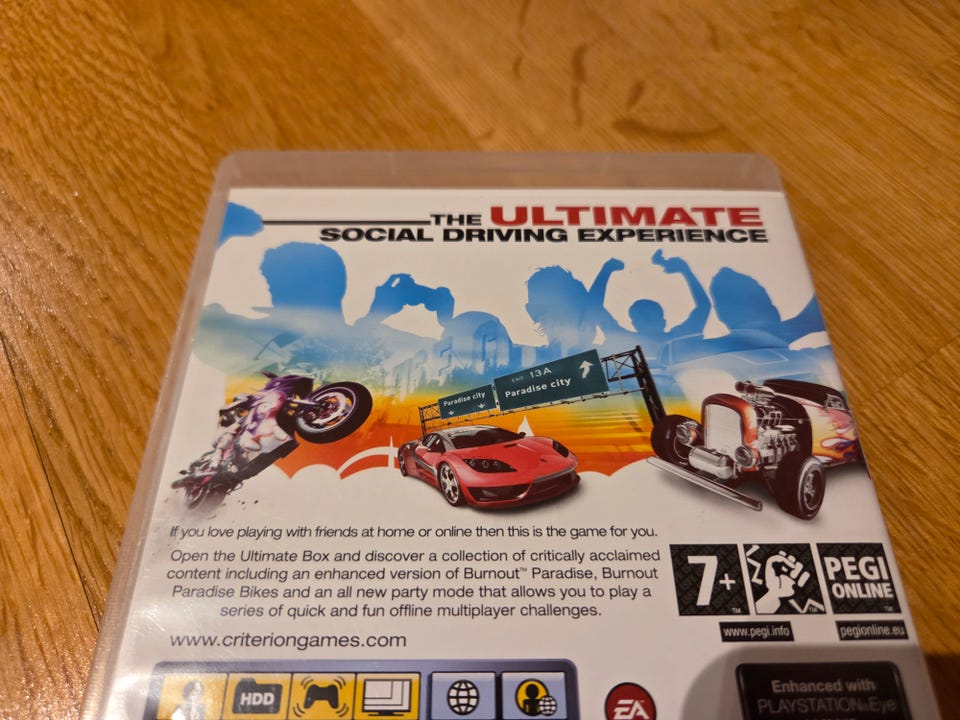 THE ULTIMATE
SOCIAL DRIVING EXPERIENCE
EXIT 13A
Paradise city
Paradise city
If you love playing with friends at home or online then this is the game for you.
Open the Ultimate Box and discover a collection of critically acclaimed
content including an enhanced version of Burnout™ Paradise, Burnout
Paradise Bikes and an all new party mode that allows you to play a
series of quick and fun offline multiplayer challenges.
7+
TM
TM
PEGI
ONLINE
TM
www.pegi.info
pegionline.eu
www.criteriongames.com
HDD
EA
Enhanced with
PLAYSTATION®Eye